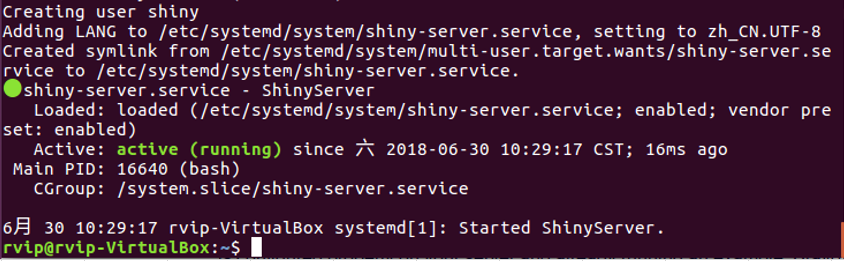 Creating user shiny
Adding LANG to /etc/systemd/system/shiny-server.service, setting to zh_CN.UTF-8
Created symlink from /etc/systemd/system/multi-user.target.wants/shiny-server.se
rvice to /etc/systemd/system/shiny-server.service.
●shiny-server.service - ShinyServer
   Loaded: loaded (/etc/systemd/system/shiny-server.service; enabled; vendor pre
set: enabled)
   Active: active (running) since 六 2018-06-30 10:29:17 CST; 16ms ago
 Main PID: 16640 (bash)
   CGroup: /system.slice/shiny-server.service
6月 30 10:29:17 rvip-VirtualBox systemd[1]: Started ShinyServer.
rvip@rvip-VirtualBox:~$